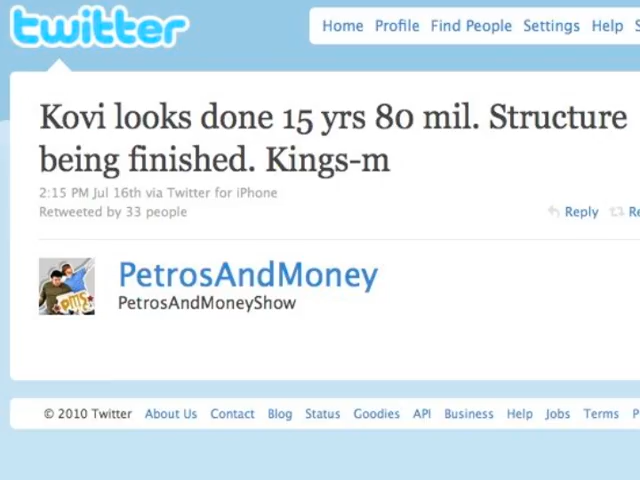 twitter
Home Profile Find People Settings Help
Kovi looks done 15 yrs 80 mil. Structure
being finished. Kings-m
2:15 PM Jul 16th via Twitter for iPhone
Retweeted by 33 people
Reply Re
PMS
PetrosAndMoney
PetrosAndMoneyShow
© 2010 Twitter About Us Contact Blog Status Goodies API Business Help Jobs Terms P